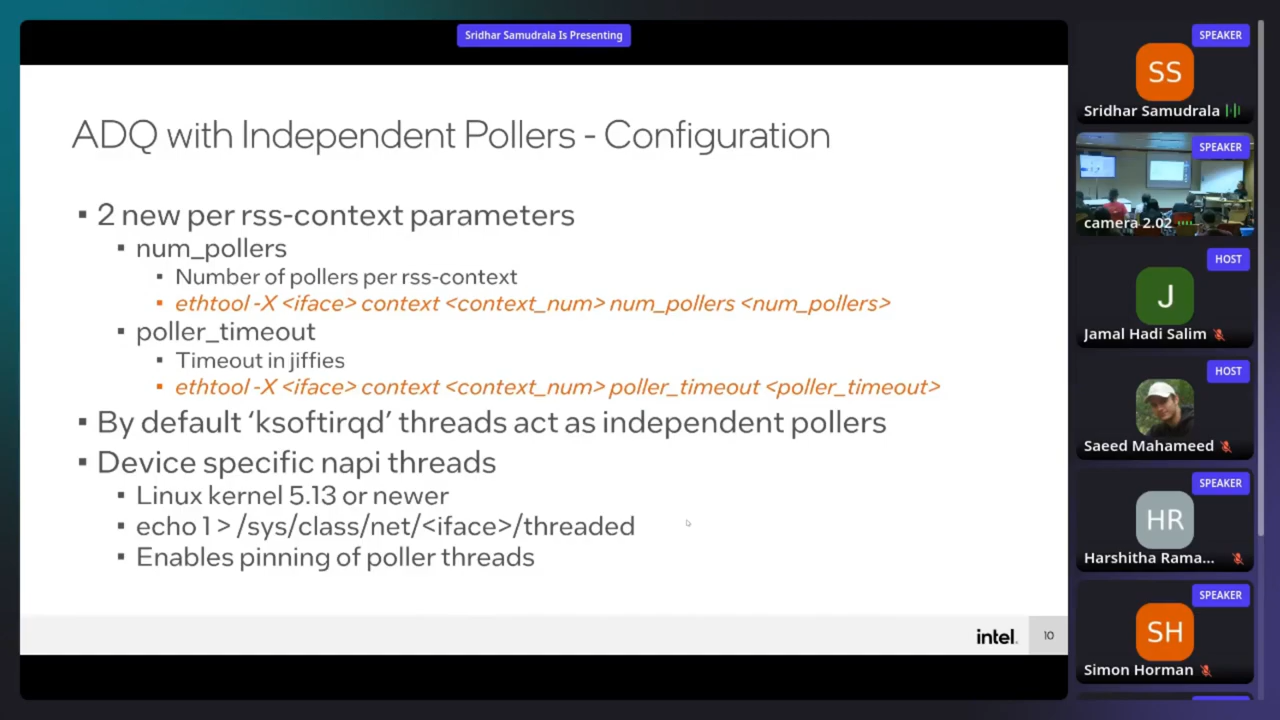 Sridhar Samudrala Is Presenting
ADQ with Independent Pollers - Configuration
▪ 2 new per rss-context parameters
▪ num_pollers
▪ Number of pollers per rss-context
▪ ethtool -X <iface> context <context_num> num_pollers <num_pollers>
▪ poller_timeout
▪ Timeout in jiffies
▪ ethtool -X <iface> context <context_num> poller_timeout <poller_timeout>
▪ By default ‘ksoftirqd’ threads act as independent pollers
▪ Device specific napi threads
▪ Linux kernel 5.13 or newer
▪ echo 1 > /sys/class/net/<iface>/threaded
▪ Enables pinning of poller threads
intel.
10
SPEAKER
SS
Sridhar Samudrala
SPEAKER
camera 2.02
HOST
J
Jamal Hadi Salim
HOST
Saeed Mahameed
SPEAKER
HR
Harshitha Rama...
SPEAKER
SH
Simon Horman